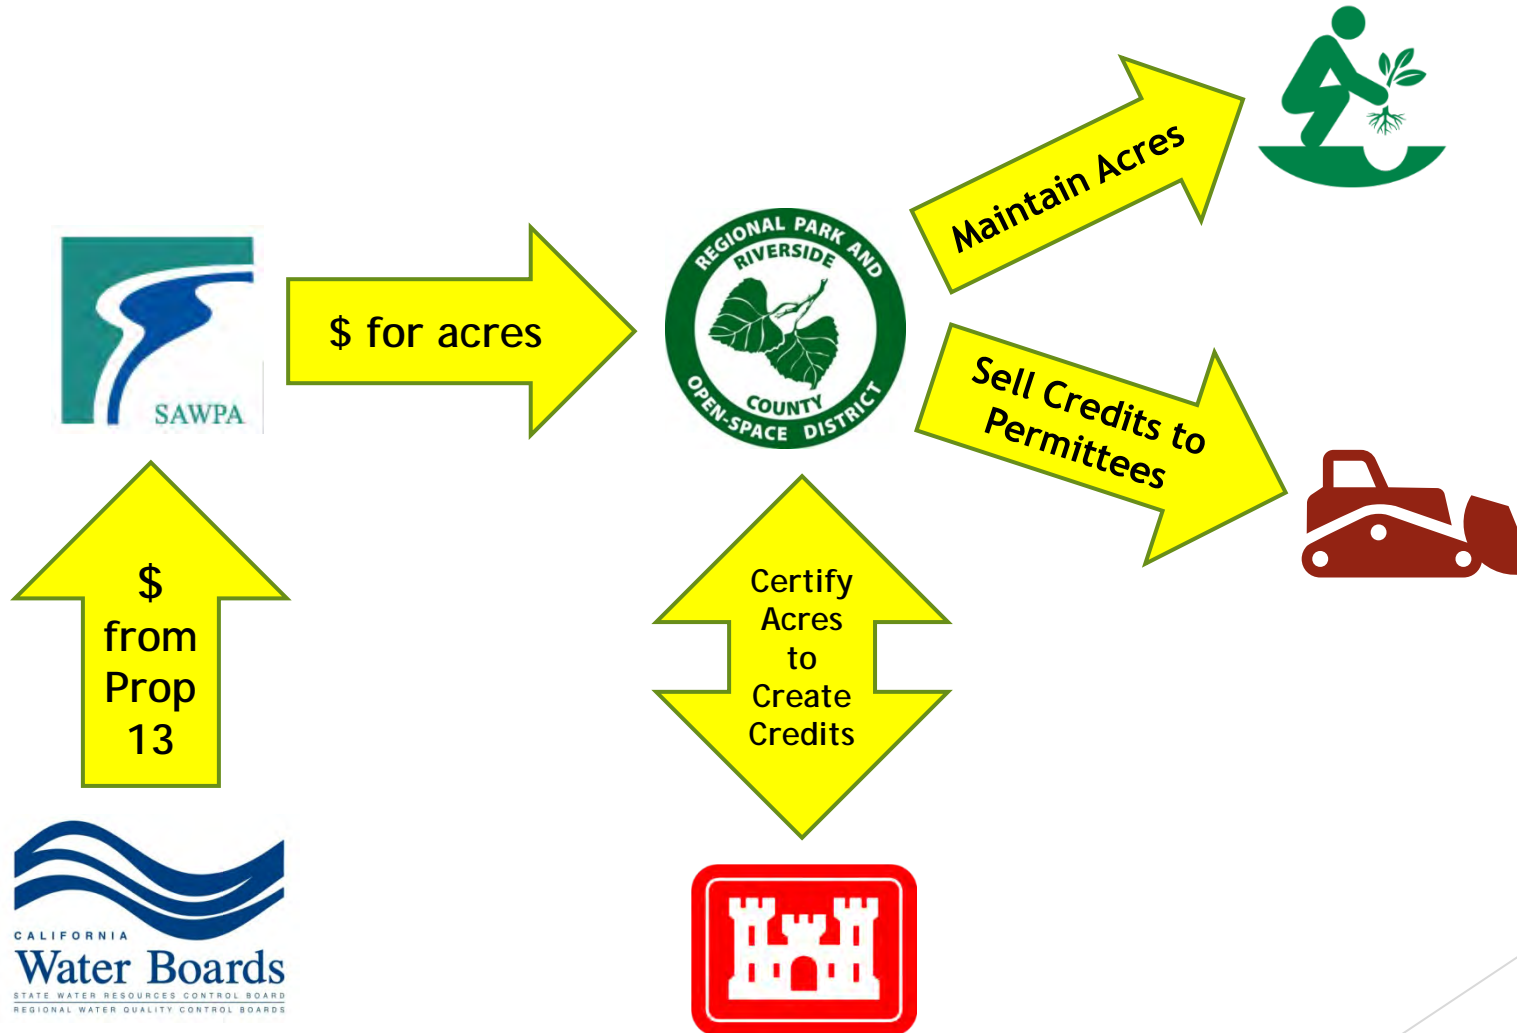 Maintain Acres
REGIONAL PARK AND
RIVERSIDE
COUNTY
OPEN-SPACE DISTRICT
SAWPA
$ for acres
Sell Credits to
Permittees
$
from
Prop
13
Certify
Acres
to
Create
Credits
CALIFORNIA
Water Boards
STATE WATER RESOURCES CONTROL BOARD
REGIONAL WATER QUALITY CONTROL BOARDS